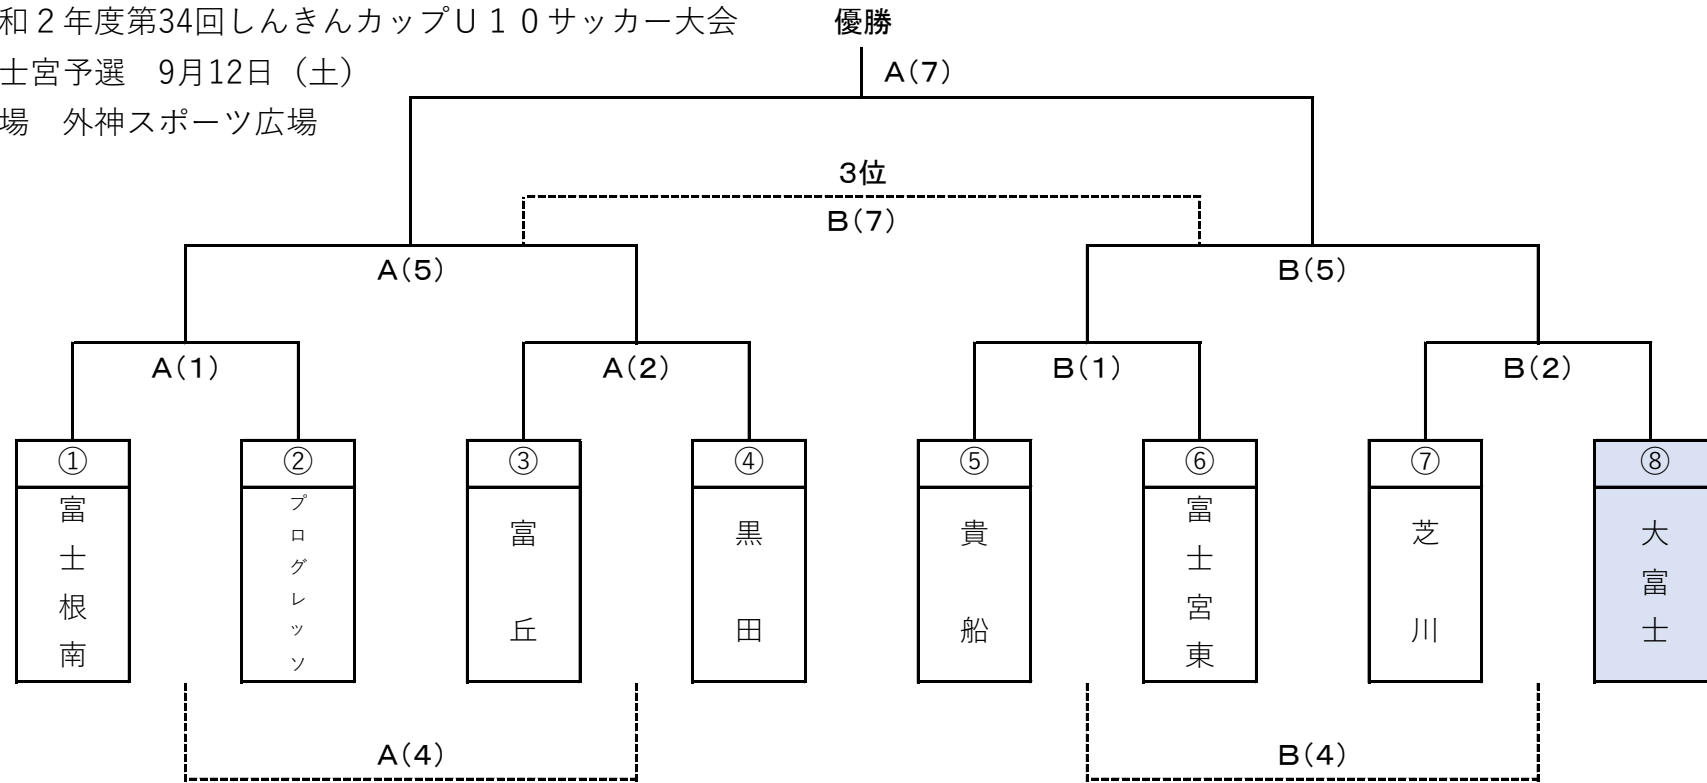 和２年度第34回しんきんカップＵ１０サッカー大会
優勝
士宮予選　9月12日（土）
A(7)
場　外神スポーツ広場
3位
B(7)
A(5)
B(5)
A(1)
A(2)
B(1)
B(2)
①
②
③
④
⑤
⑥
⑦
⑧
富士根南
プログレッソ
富丘
黒田
貴船
富士宮東
芝川
大富士
A(4)
B(4)